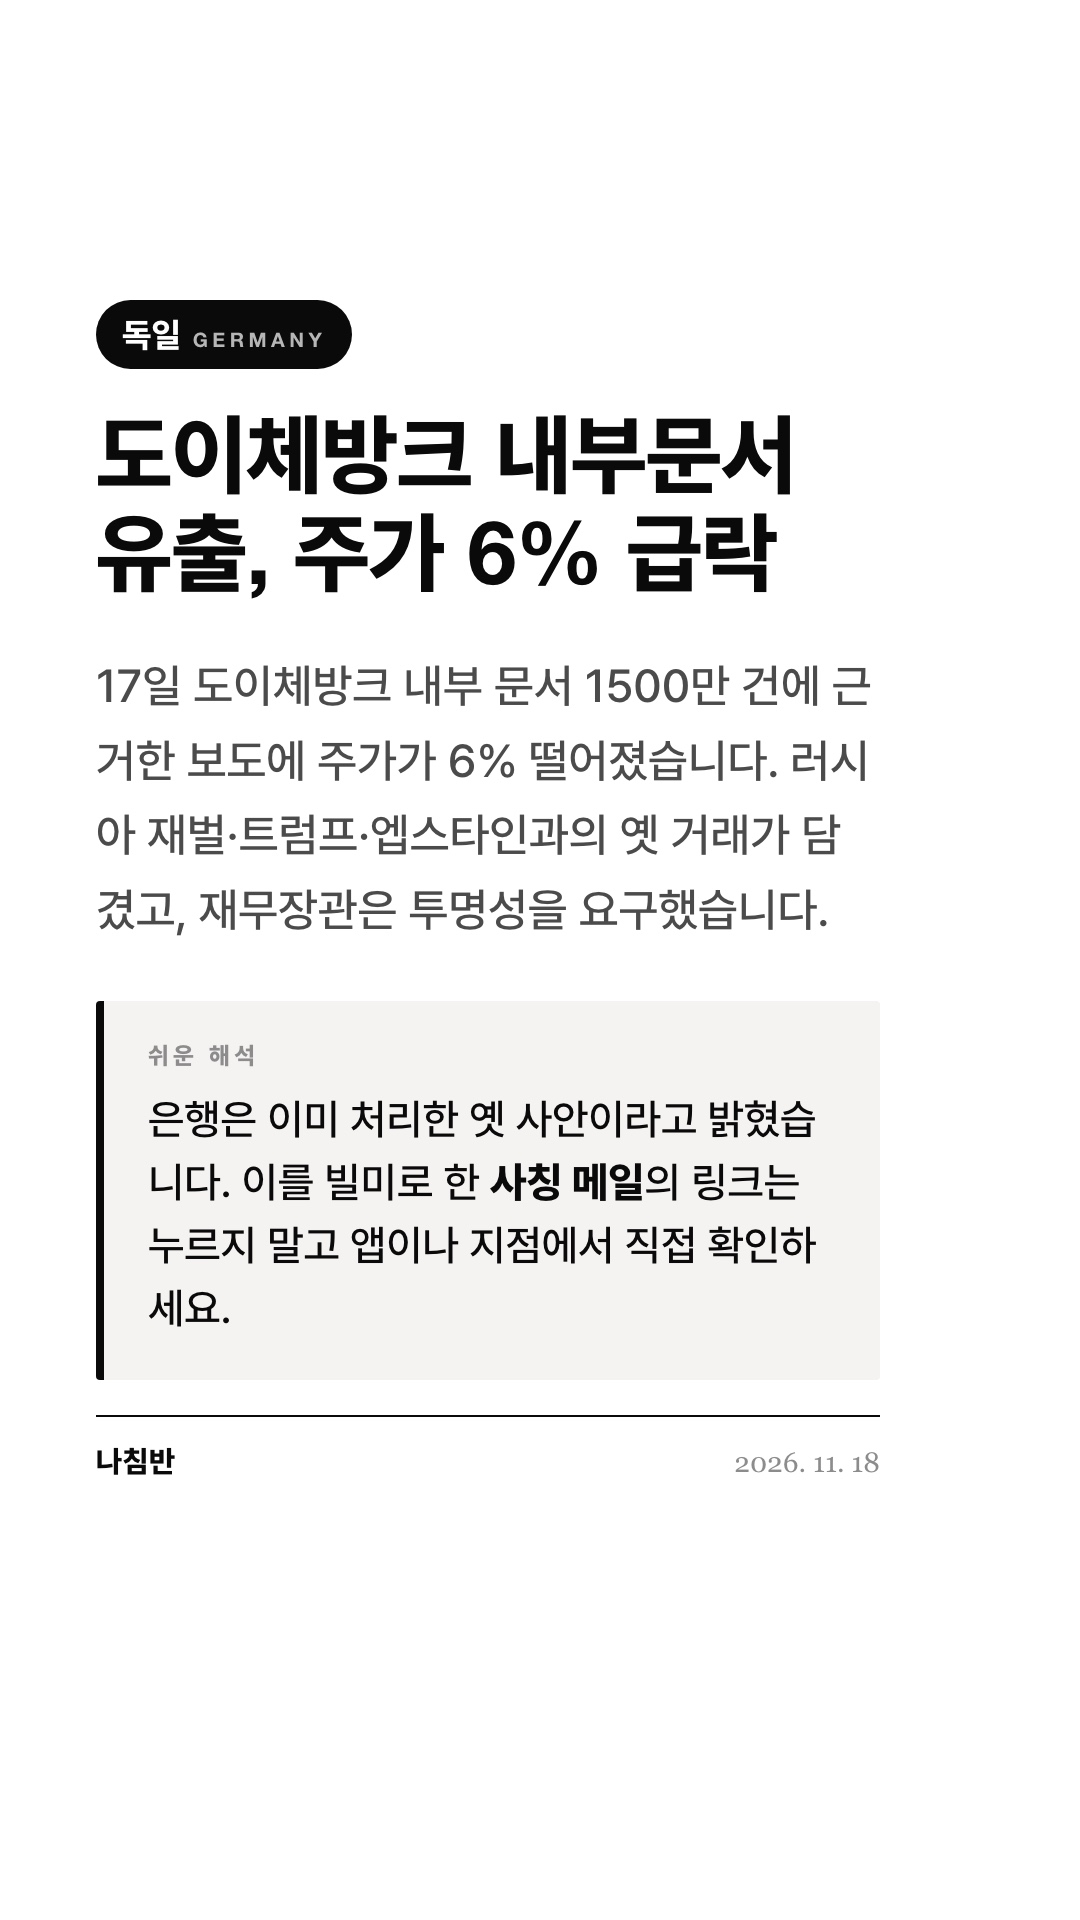 독일 GERMANY
도이체방크 내부문서
유출, 주가 6% 급락
17일 도이체방크 내부 문서 1500만 건에 근
거한 보도에 주가가 6% 떨어졌습니다. 러시
아 재벌·트럼프·엡스타인과의 옛 거래가 담
겼고, 재무장관은 투명성을 요구했습니다.
쉬운 해석
은행은 이미 처리한 옛 사안이라고 밝혔습
니다. 이를 빌미로 한 사칭 메일의 링크는
누르지 말고 앱이나 지점에서 직접 확인하
세요.
나침반
2026. 11. 18